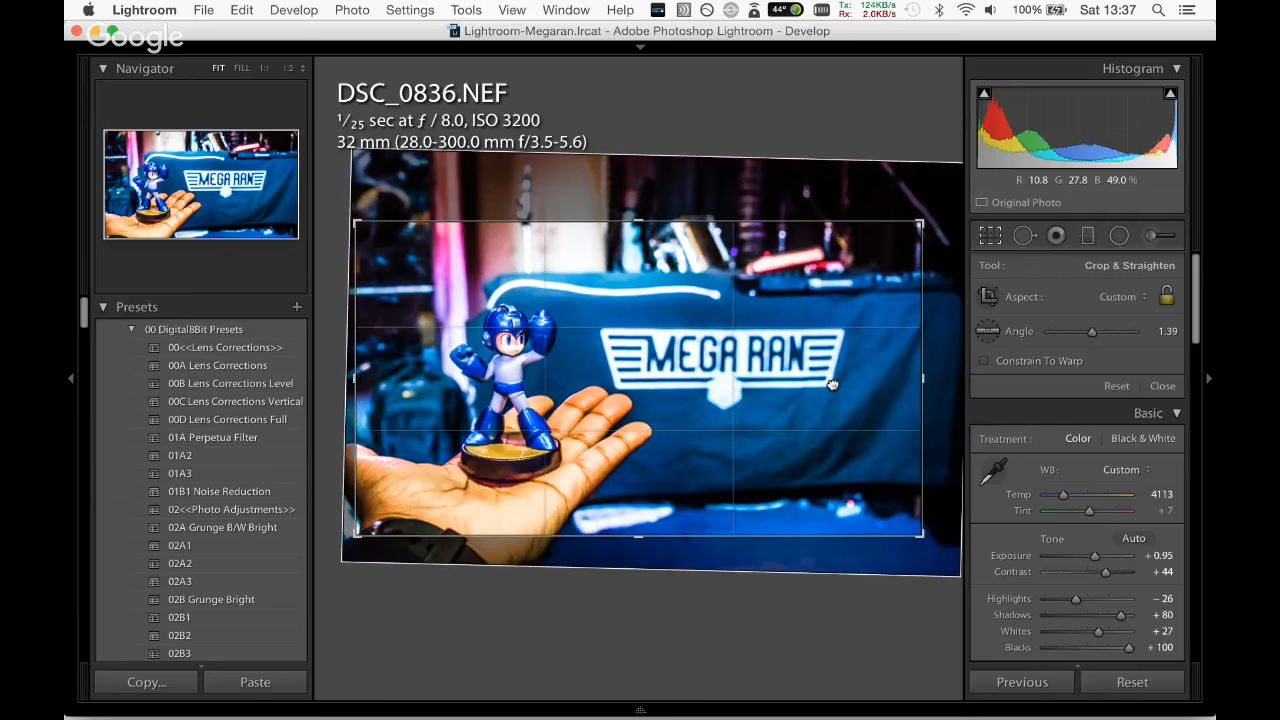 Lightroom File Edit Develop Photo Settings Tools View Window Help 44° Tx: 124KB/s Rx: 2.0KB/s 100% Sat 13:37
Google
Lightroom-Megaran.lrcat - Adobe Photoshop Lightroom - Develop
Navigator FIT FILL 1:1 1:2
MEGA RAN
Presets +
00 Digital8Bit Presets
00<<Lens Corrections>>
00A Lens Corrections
00B Lens Corrections Level
00C Lens Corrections Vertical
00D Lens Corrections Full
01A Perpetua Filter
01A2
01A3
01B1 Noise Reduction
02<<Photo Adjustments>>
02A Grunge B/W Bright
02A1
02A2
02A3
02B Grunge Bright
02B1
02B2
02B3
Copy... Paste
DSC_0836.NEF
1/25 sec at ƒ / 8.0, ISO 3200
32 mm (28.0-300.0 mm f/3.5-5.6)
MEGA RAN
Histogram
R 10.8 G 27.8 B 49.0 %
Original Photo
Tool : Crop & Straighten
Aspect : Custom
Angle 1.39
Constrain To Warp
Reset Close
Basic
Treatment : Color | Black & White
WB : Custom
Temp 4113
Tint + 7
Tone Auto
Exposure + 0.95
Contrast + 44
Highlights − 26
Shadows + 80
Whites + 27
Blacks + 100
Previous Reset